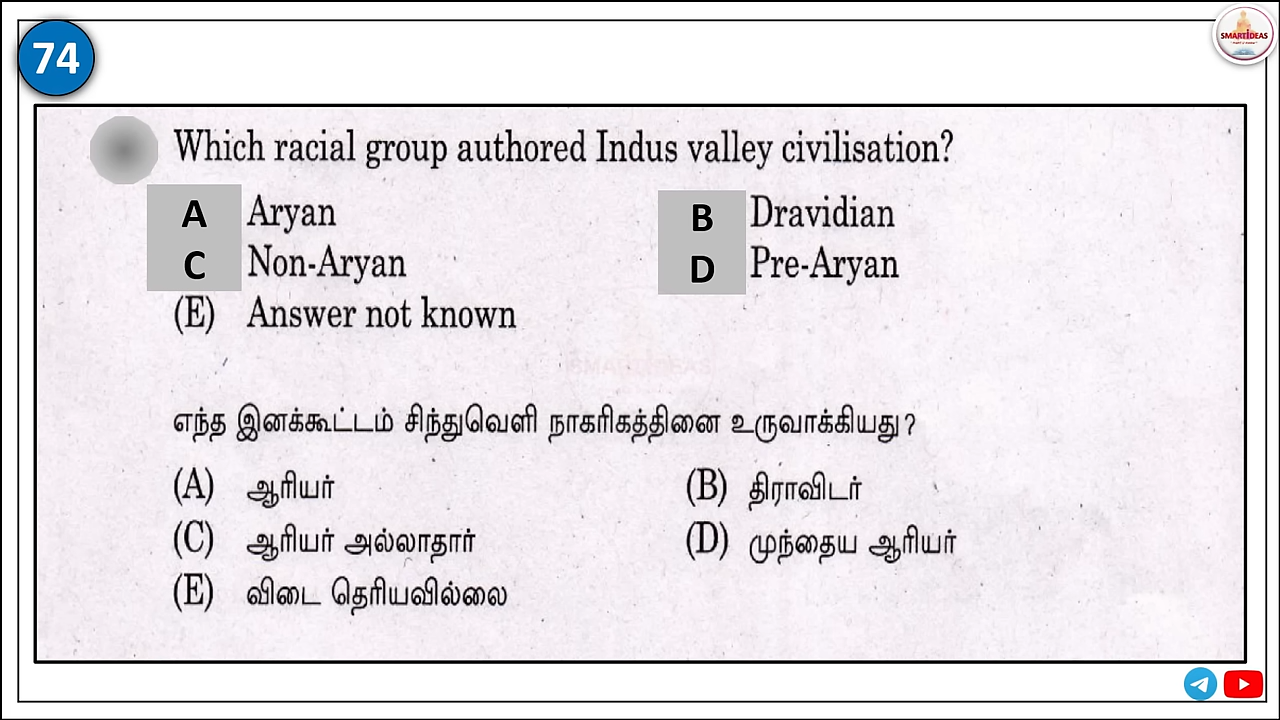 74
SMARTIDEAS
Which racial group authored Indus valley civilisation?
A Aryan B Dravidian
C Non-Aryan D Pre-Aryan
(E) Answer not known
SMARTIDEAS
எந்த இனக்கூட்டம் சிந்துவெளி நாகரிகத்தினை உருவாக்கியது?
(A) ஆரியர் (B) திராவிடர்
(C) ஆரியர் அல்லாதார் (D) முந்தைய ஆரியர்
(E) விடை தெரியவில்லை